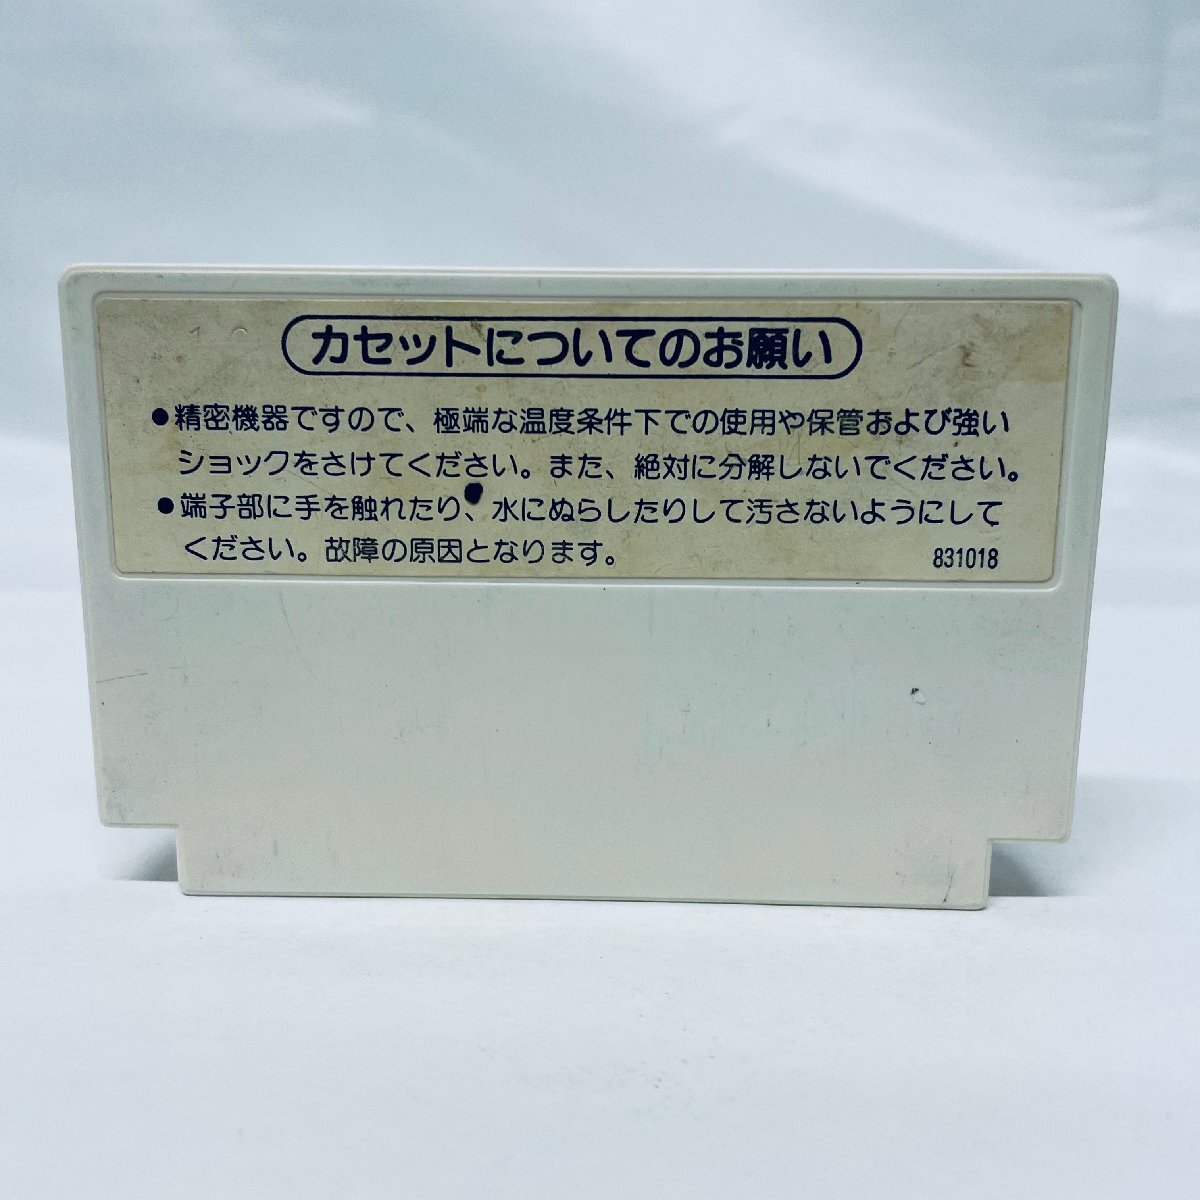 カセットについてのお願い
●精密機器ですので、極端な温度条件下での使用や保管および強い
ショックをさけてください。また、絶対に分解しないでください。
●端子部に手を触れたり、水にぬらしたりして汚さないようにして
ください。故障の原因となります。
831018